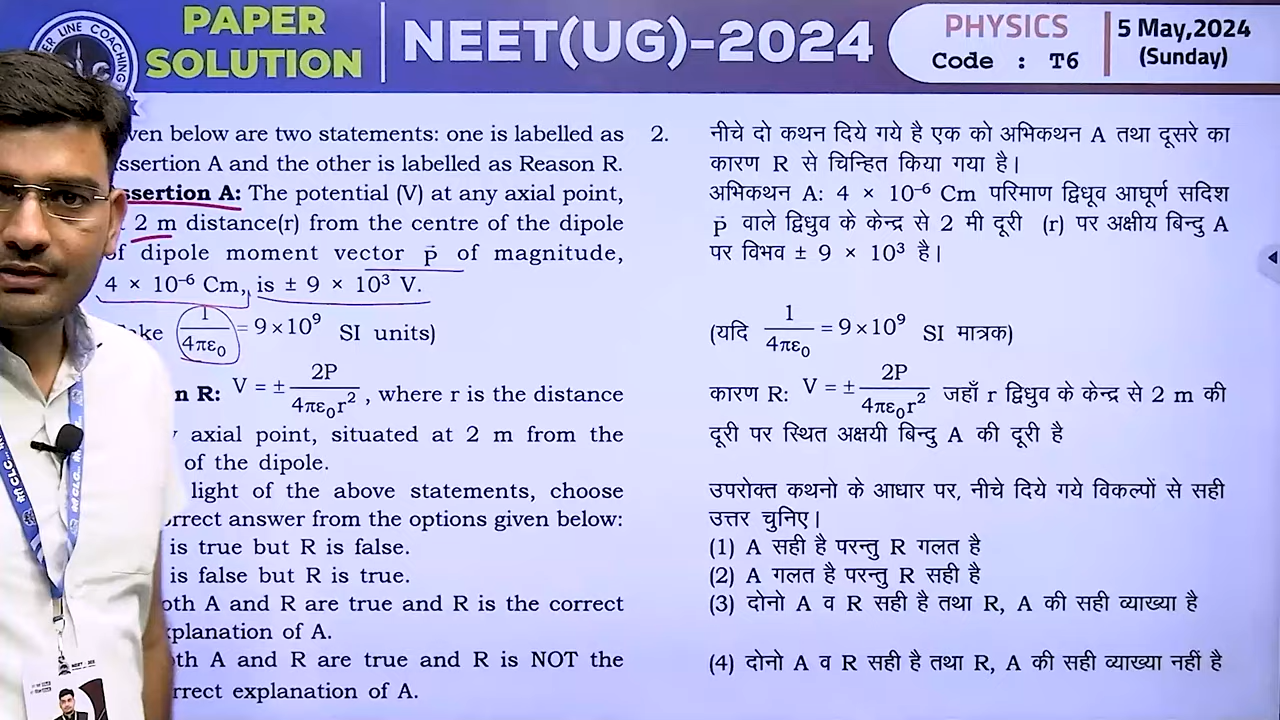 PAPER
SOLUTION
NEET(UG)-2024
PHYSICS
Code : T6
5 May,2024
(Sunday)
LINE COACHING
ven below are two statements: one is labelled as
ssertion A and the other is labelled as Reason R.
ssertion A: The potential (V) at any axial point,
2 m distance(r) from the centre of the dipole
of dipole moment vector p⃗ of magnitude,
4 × 10⁻⁶ Cm, is ± 9 × 10³ V.
ke 1/4πε₀ = 9×10⁹ SI units)
n R: V = ± 2P/4πε₀r² , where r is the distance
axial point, situated at 2 m from the
of the dipole.
light of the above statements, choose
orrect answer from the options given below:
is true but R is false.
is false but R is true.
oth A and R are true and R is the correct
xplanation of A.
oth A and R are true and R is NOT the
rrect explanation of A.
2. नीचे दो कथन दिये गये है एक को अभिकथन A तथा दूसरे का
कारण R से चिन्हित किया गया है।
अभिकथन A: 4 × 10⁻⁶ Cm परिमाण द्विधूव आघूर्ण सदिश
p⃗ वाले द्विधुव के केन्द्र से 2 मी दूरी (r) पर अक्षीय बिन्दु A
पर विभव ± 9 × 10³ है।
(यदि 1/4πε₀ = 9×10⁹ SI मात्रक)
कारण R: V = ± 2P/4πε₀r² जहाँ r द्विधुव के केन्द्र से 2 m की
दूरी पर स्थित अक्षयी बिन्दु A की दूरी है
उपरोक्त कथनो के आधार पर, नीचे दिये गये विकल्पों से सही
उत्तर चुनिए।
(1) A सही है परन्तु R गलत है
(2) A गलत है परन्तु R सही है
(3) दोनो A व R सही है तथा R, A की सही व्याख्या है
(4) दोनो A व R सही है तथा R, A की सही व्याख्या नहीं है